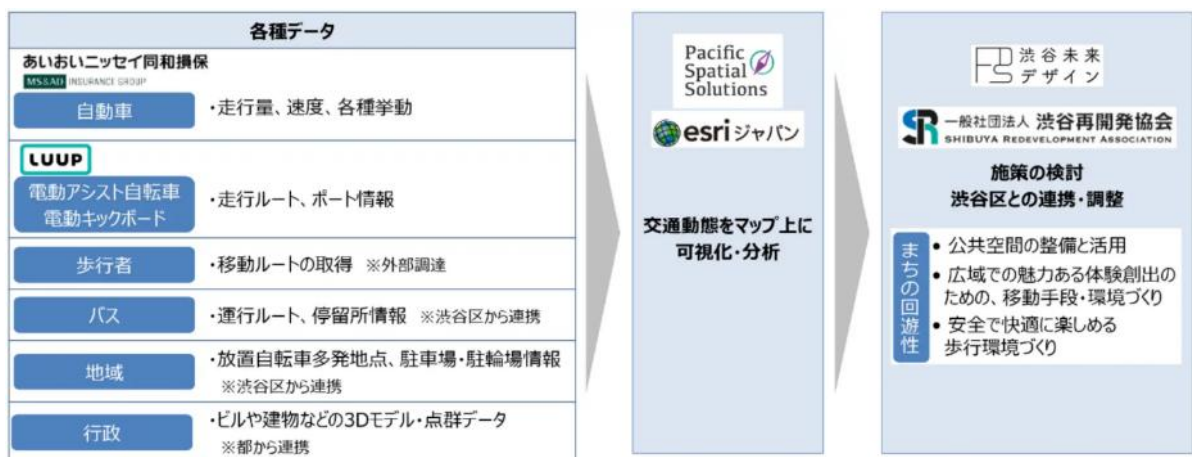 各種データ
あいおいニッセイ同和損保
MS&AD INSURANCE GROUP
自動車
・走行量、速度、各種挙動
LUUP
電動アシスト自転車
電動キックボード
・走行ルート、ポート情報
歩行者
・移動ルートの取得 ※外部調達
バス
・運行ルート、停留所情報 ※渋谷区から連携
地域
・放置自転車多発地点、駐車場・駐輪場情報
※渋谷区から連携
行政
・ビルや建物などの3Dモデル・点群データ
※都から連携
Pacific
Spatial
Solutions
esri ジャパン
交通動態をマップ上に
可視化・分析
渋谷未来
デザイン
一般社団法人 渋谷再開発協会
SHIBUYA REDEVELOPMENT ASSOCIATION
施策の検討
渋谷区との連携・調整
まちの回遊性
• 公共空間の整備と活用
• 広域での魅力ある体験創出の
ための、移動手段・環境づくり
• 安全で快適に楽しめる
歩行環境づくり